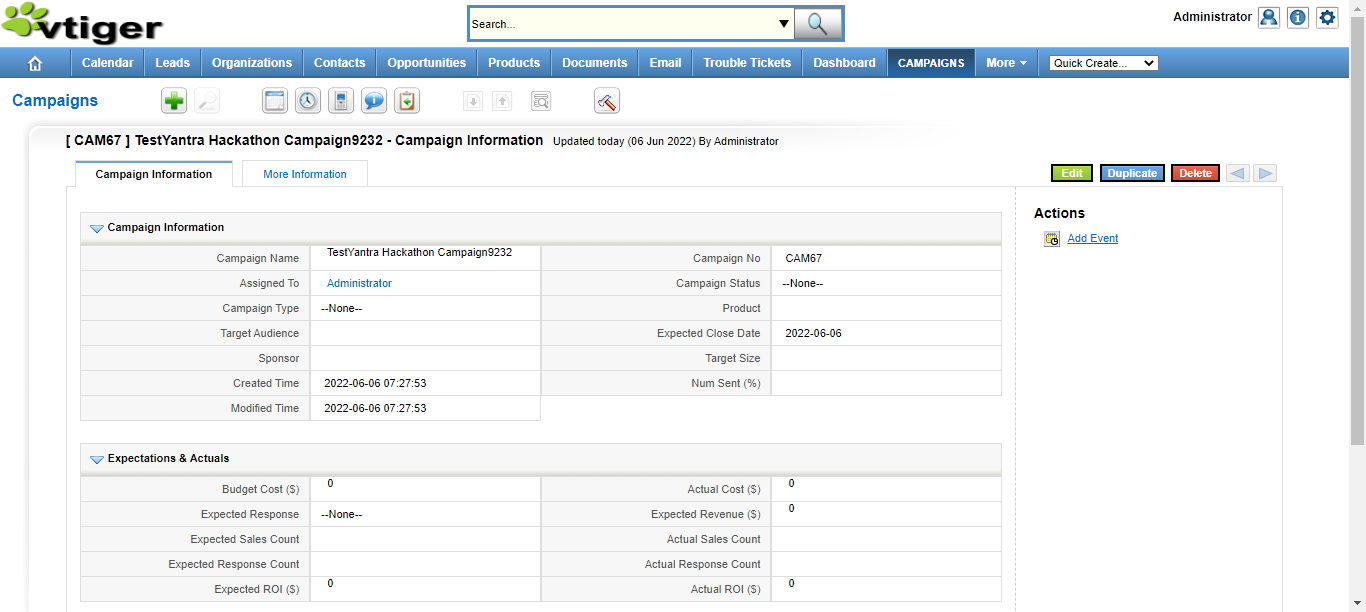 vtiger
Search...
Administrator
Calendar Leads Organizations Contacts Opportunities Products Documents Email Trouble Tickets Dashboard CAMPAIGNS More Quick Create...
Campaigns
[ CAM67 ] TestYantra Hackathon Campaign9232 - Campaign Information Updated today (06 Jun 2022) By Administrator
Campaign Information More Information Edit Duplicate Delete
Actions
Add Event
Campaign Information
Campaign Name TestYantra Hackathon Campaign9232 Campaign No CAM67
Assigned To Administrator Campaign Status --None--
Campaign Type --None-- Product
Target Audience Expected Close Date 2022-06-06
Sponsor Target Size
Created Time 2022-06-06 07:27:53 Num Sent (%)
Modified Time 2022-06-06 07:27:53
Expectations & Actuals
Budget Cost ($) 0 Actual Cost ($) 0
Expected Response --None-- Expected Revenue ($) 0
Expected Sales Count Actual Sales Count
Expected Response Count Actual Response Count
Expected ROI ($) 0 Actual ROI ($) 0